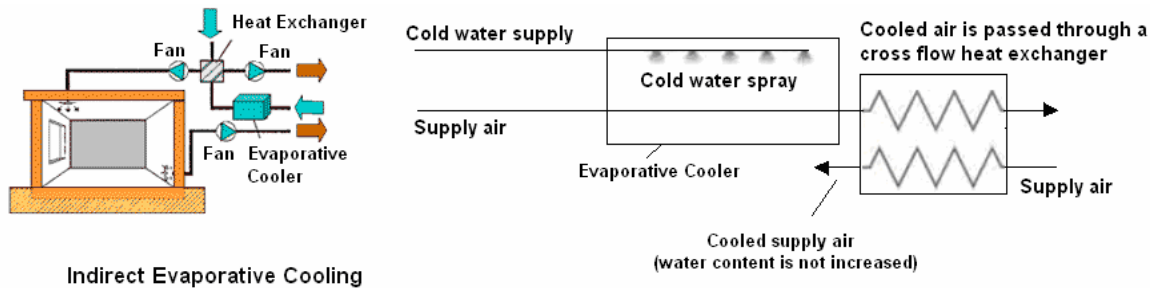 Heat Exchanger
Fan
Fan
Fan
Evaporative
Cooler
Indirect Evaporative Cooling
Cold water supply
Cold water spray
Supply air
Evaporative Cooler
Cooled air is passed through a
cross flow heat exchanger
Supply air
Cooled supply air
(water content is not increased)